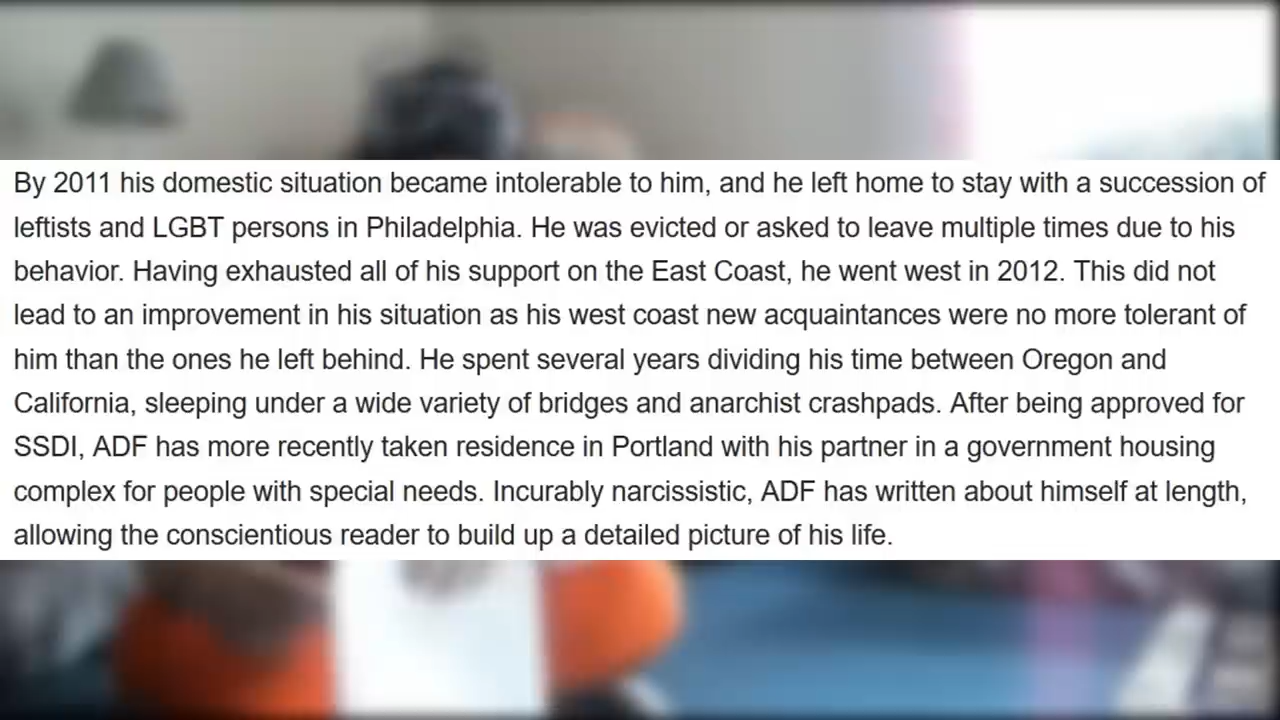 By 2011 his domestic situation became intolerable to him, and he left home to stay with a succession of
leftists and LGBT persons in Philadelphia. He was evicted or asked to leave multiple times due to his
behavior. Having exhausted all of his support on the East Coast, he went west in 2012. This did not
lead to an improvement in his situation as his west coast new acquaintances were no more tolerant of
him than the ones he left behind. He spent several years dividing his time between Oregon and
California, sleeping under a wide variety of bridges and anarchist crashpads. After being approved for
SSDI, ADF has more recently taken residence in Portland with his partner in a government housing
complex for people with special needs. Incurably narcissistic, ADF has written about himself at length,
allowing the conscientious reader to build up a detailed picture of his life.